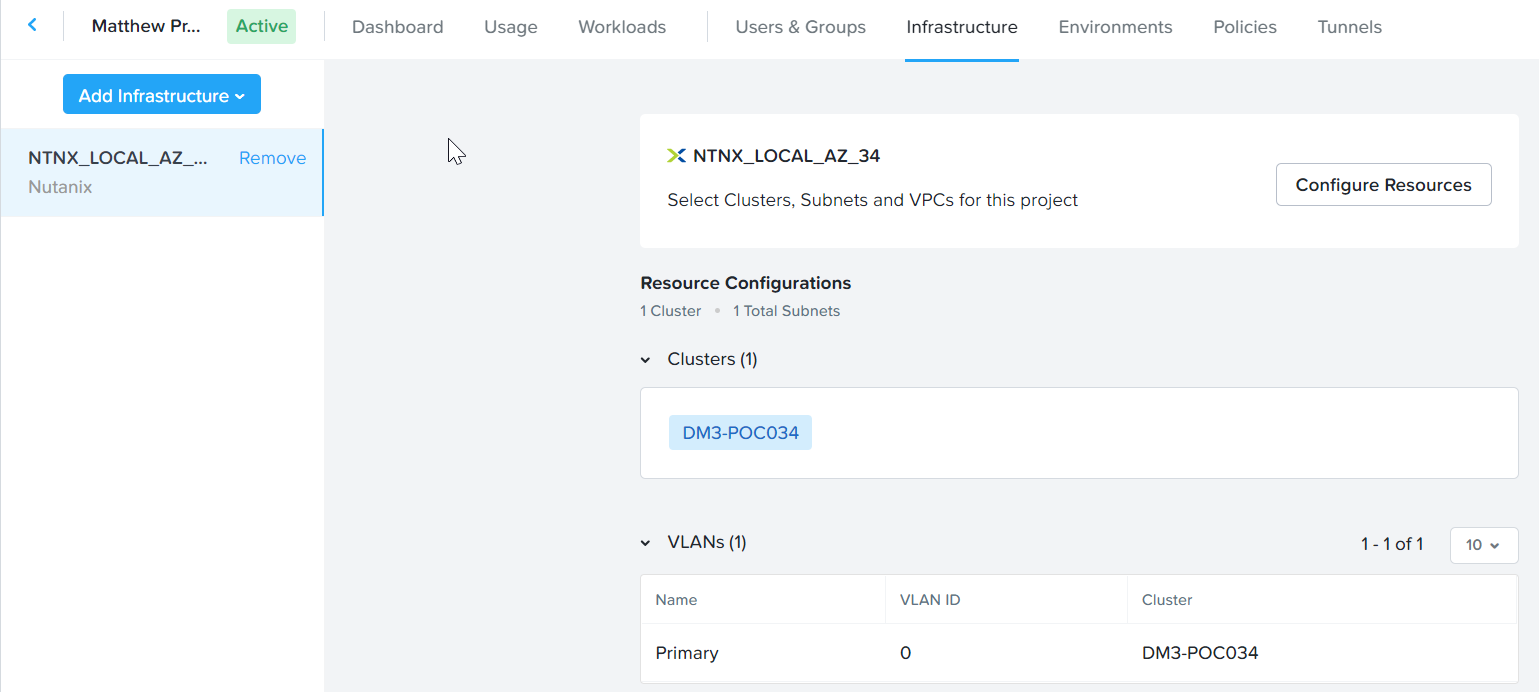 Matthew Pr... Active Dashboard Usage Workloads Users & Groups Infrastructure Environments Policies Tunnels
Add Infrastructure
NTNX_LOCAL_AZ_... Remove
Nutanix
NTNX_LOCAL_AZ_34
Select Clusters, Subnets and VPCs for this project
Configure Resources
Resource Configurations
1 Cluster • 1 Total Subnets
Clusters (1)
DM3-POC034
VLANs (1) 1 - 1 of 1 10
Name VLAN ID Cluster
Primary 0 DM3-POC034